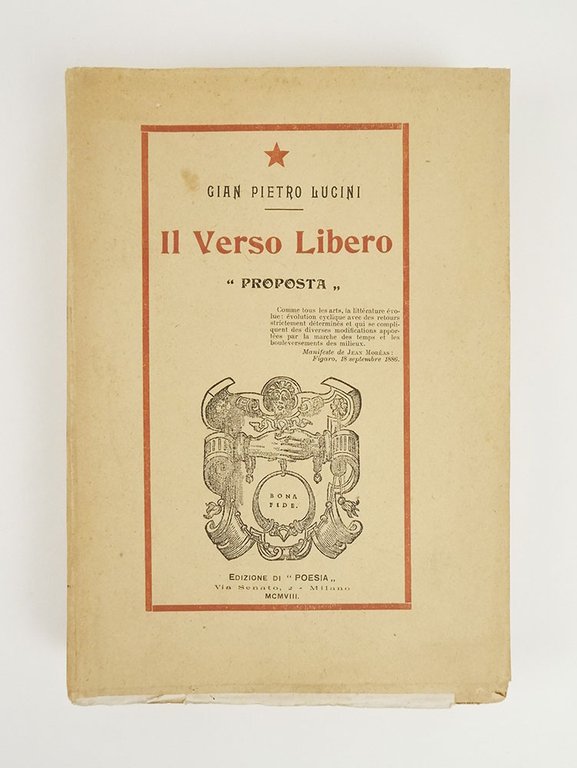 GIAN PIETRO LUCINI
Il Verso Libero
“ PROPOSTA „
Comme tous les arts, la littérature évo-
lue: évolution cyclique avec des retours
strictement déterminés et qui se compli-
quent des diverses modifications appor-
tées par la marche des temps et les
bouleversements des milieux.
Manifeste de JEAN MORÉAS:
Figaro, 18 septembre 1886.
BONA
FIDE.
EDIZIONE DI “ POESIA „
Via Senato, 2 - Milano
MCMVIII.